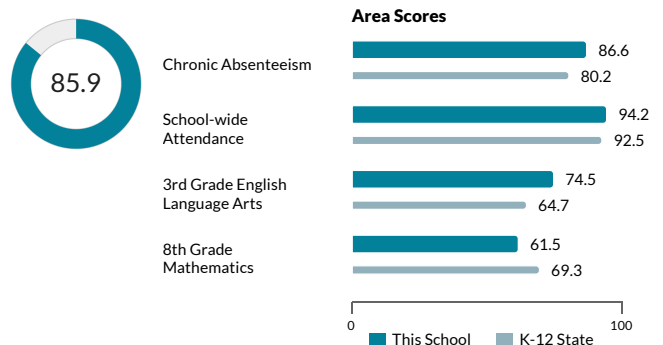 Area Scores
85.9
Chronic Absenteeism
86.6
80.2
School-wide
Attendance
94.2
92.5
3rd Grade English
Language Arts
74.5
64.7
8th Grade
Mathematics
61.5
69.3
0 100
This School K-12 State